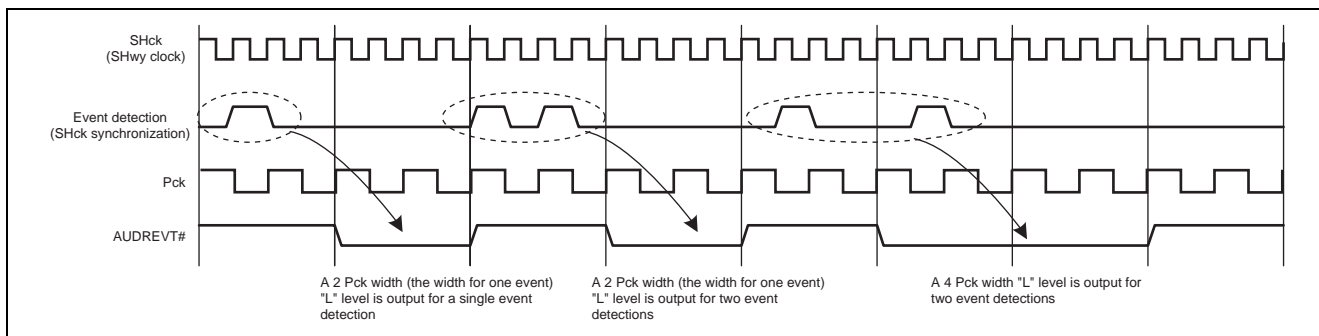 SHck
(SHwy clock)
Event detection
(SHck synchronization)
Pck
AUDREVT#
A 2 Pck width (the width for one event)
"L" level is output for a single event
detection
A 2 Pck width (the width for one event)
"L" level is output for two event
detections
A 4 Pck width "L" level is output for
two event detections